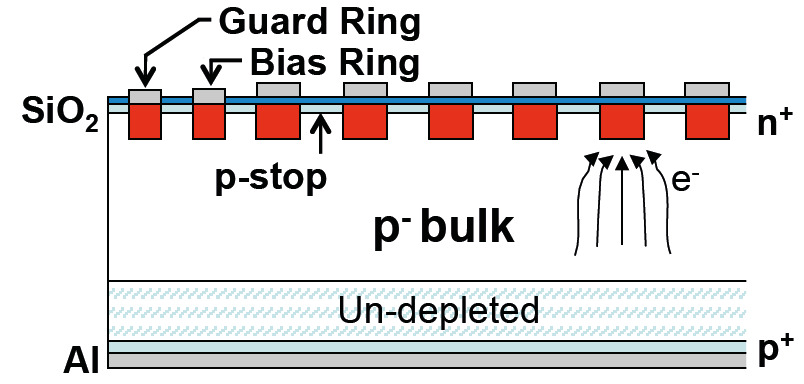 Guard Ring
Bias Ring
SiO₂
n⁺
p-stop
e⁻
p⁻ bulk
Un-depleted
p⁺
Al